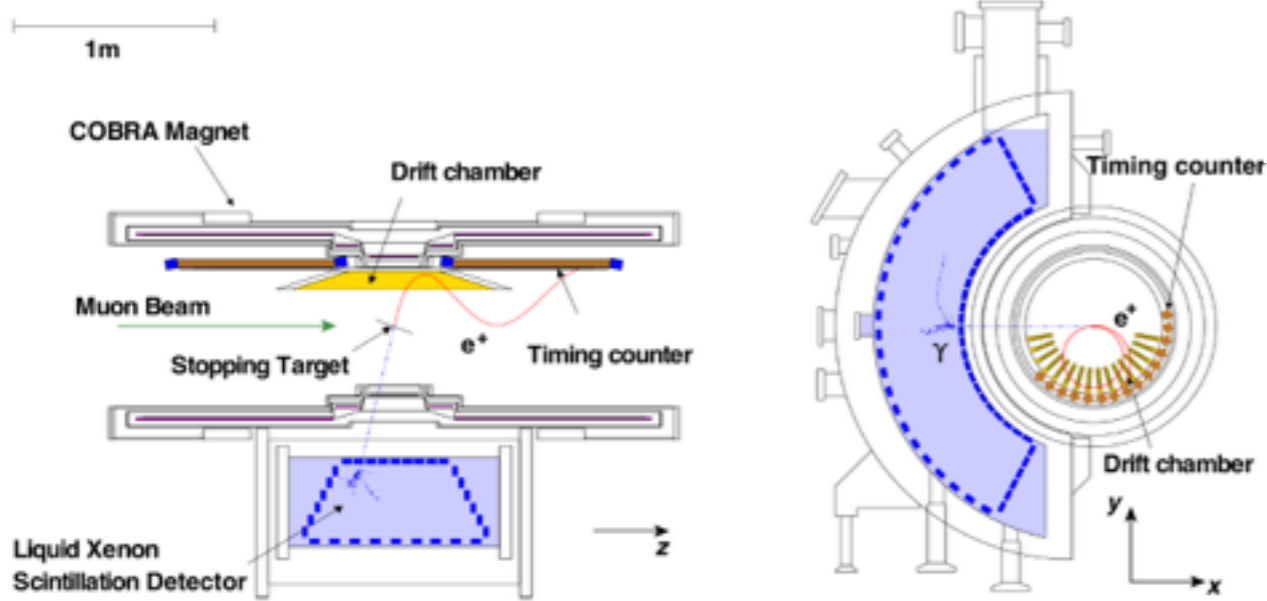 1m
COBRA Magnet
Drift chamber
Muon Beam
Stopping Target
e+
Timing counter
Liquid Xenon
Scintillation Detector
z
Timing counter
e+
γ
Drift chamber
y
x